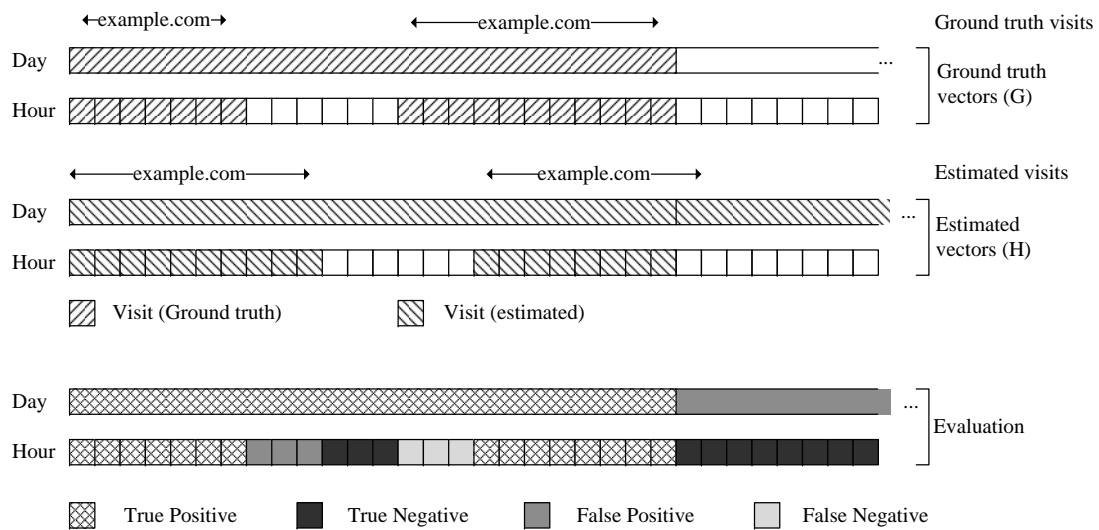 example.com example.com Ground truth visits
Day ... Ground truth
vectors (G)
Hour
example.com example.com Estimated visits
Day ... Estimated
vectors (H)
Hour
Visit (Ground truth) Visit (estimated)
Day ...
Evaluation
Hour
True Positive True Negative False Positive False Negative